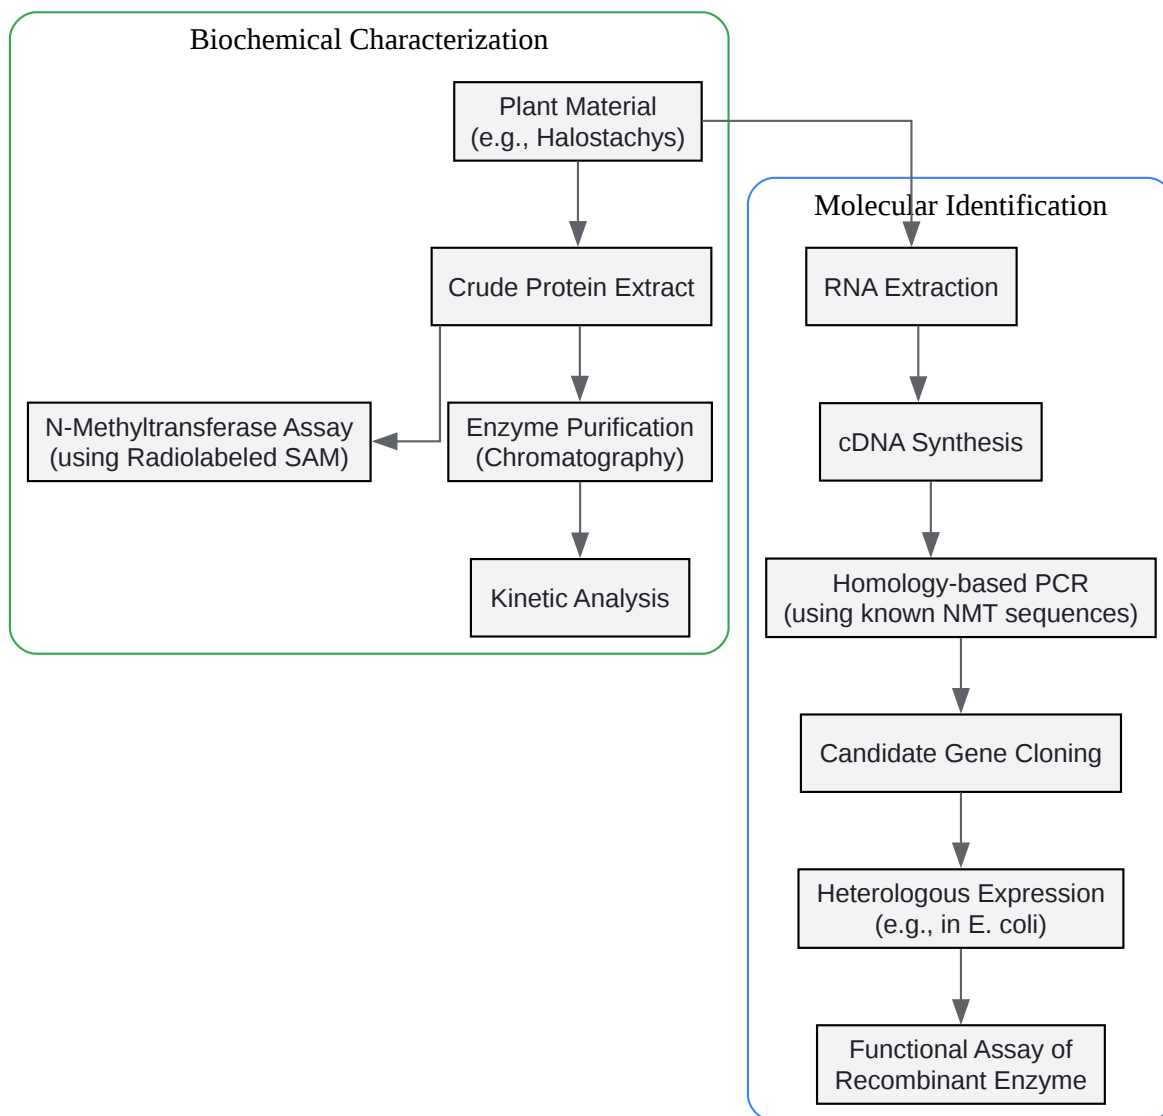 Biochemical Characterization
Plant Material
(e.g., Halostachys)
Crude Protein Extract
N-Methyltransferase Assay
(using Radiolabeled SAM)
Enzyme Purification
(Chromatography)
Kinetic Analysis
Molecular Identification
RNA Extraction
cDNA Synthesis
Homology-based PCR
(using known NMT sequences)
Candidate Gene Cloning
Heterologous Expression
(e.g., in E. coli)
Functional Assay of
Recombinant Enzyme